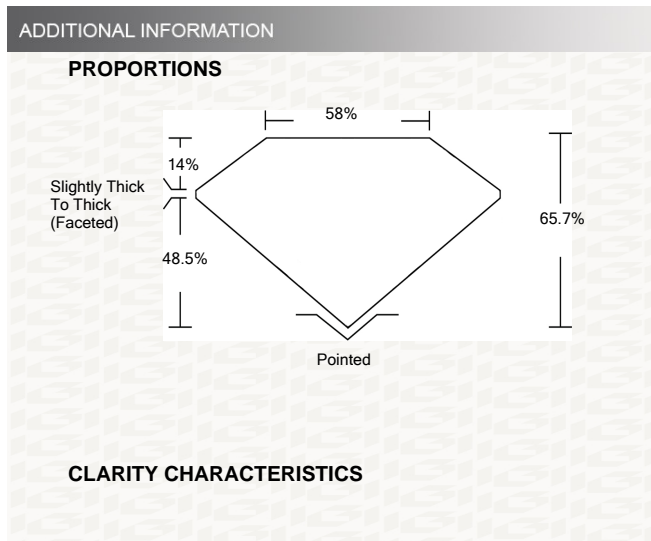 ADDITIONAL INFORMATION
PROPORTIONS
58%
14%
Slightly Thick
To Thick
(Faceted)
65.7%
48.5%
Pointed
CLARITY CHARACTERISTICS